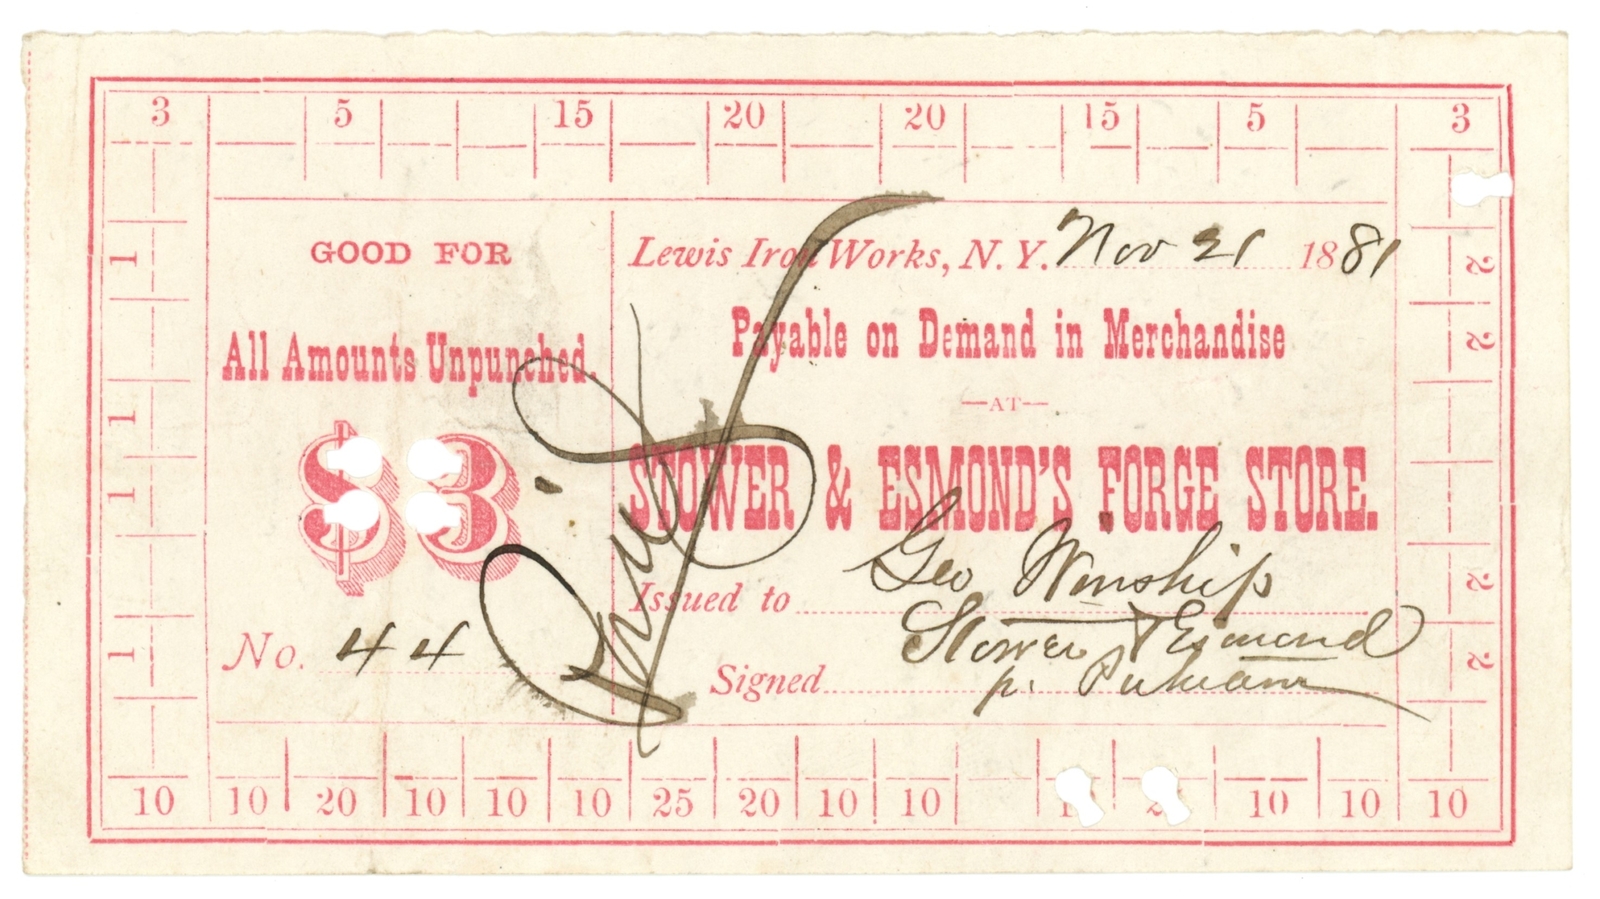 3 5 15 20 20 15 5 3
GOOD FOR
All Amounts Unpunched.
$3
No. 44
Lewis Iron Works, N. Y. Nov 21 1881
Payable on Demand in Merchandise
—AT—
STOWER & ESMOND'S FORGE STORE.
Issued to Geo Winship
Signed Stower & Esmond
p. Putnam
Paid
1
1
1
1
2
2
2
2
10 10 20 10 10 10 25 20 10 10 10 10 10